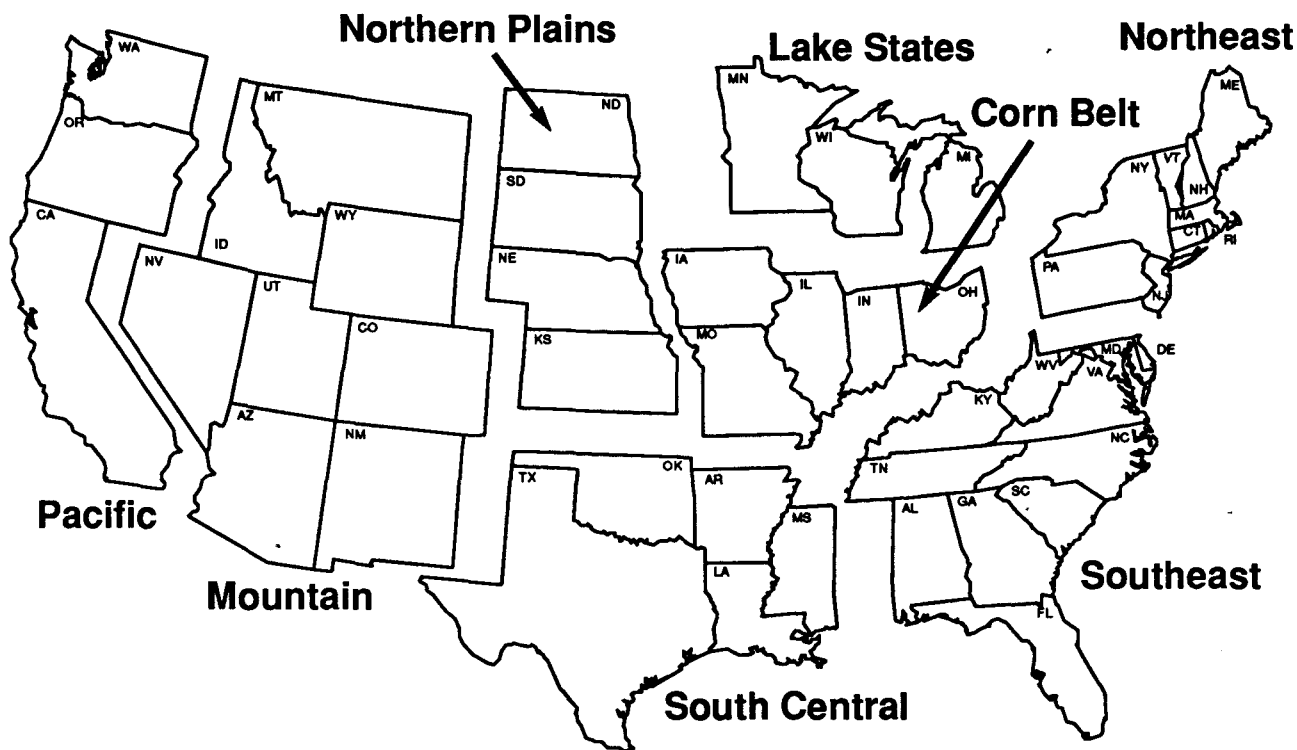 Northern Plains
Lake States
Northeast
Corn Belt
WA
OR
CA
MT
ID
WY
NV
UT
CO
AZ
NM
ND
SD
NE
KS
MN
WI
MI
IA
IL
IN
OH
MO
ME
NY
VT
NH
MA
CT
RI
PA
NJ
MD
DE
WV
VA
KY
NC
TN
OK
TX
AR
LA
MS
AL
GA
SC
FL
Pacific
Mountain
South Central
Southeast